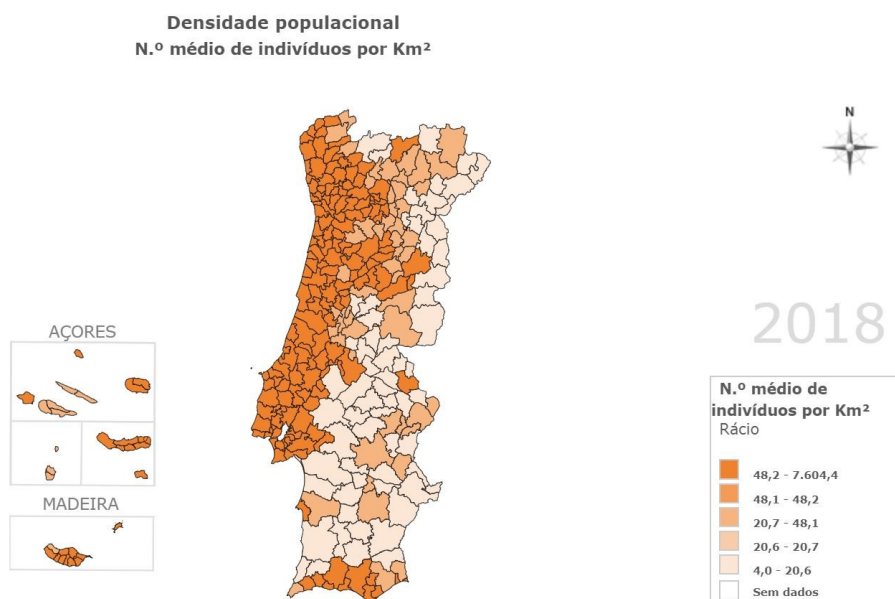 Densidade populacional
N.º médio de indivíduos por Km²
N
2018
AÇORES
MADEIRA
N.º médio de
indivíduos por Km²
Rácio
48,2 - 7.604,4
48,1 - 48,2
20,7 - 48,1
20,6 - 20,7
4,0 - 20,6
Sem dados